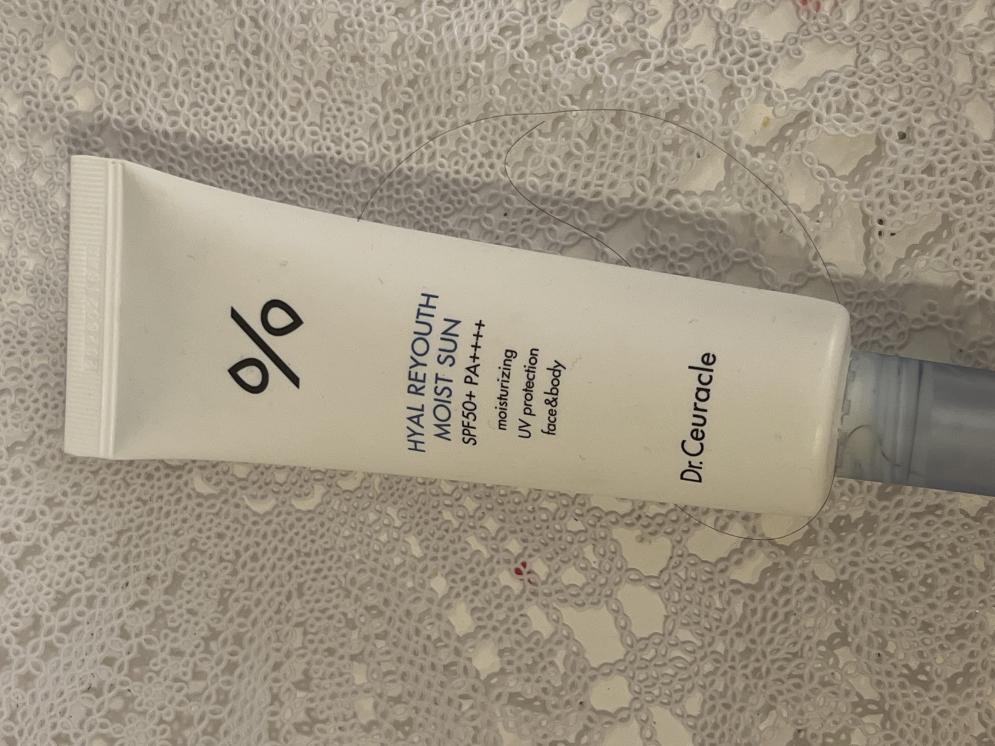 HYAL REYOUTH
MOIST SUN
SPF50+ PA++++
moisturizing
UV protection
face&body
Dr.Ceuracle